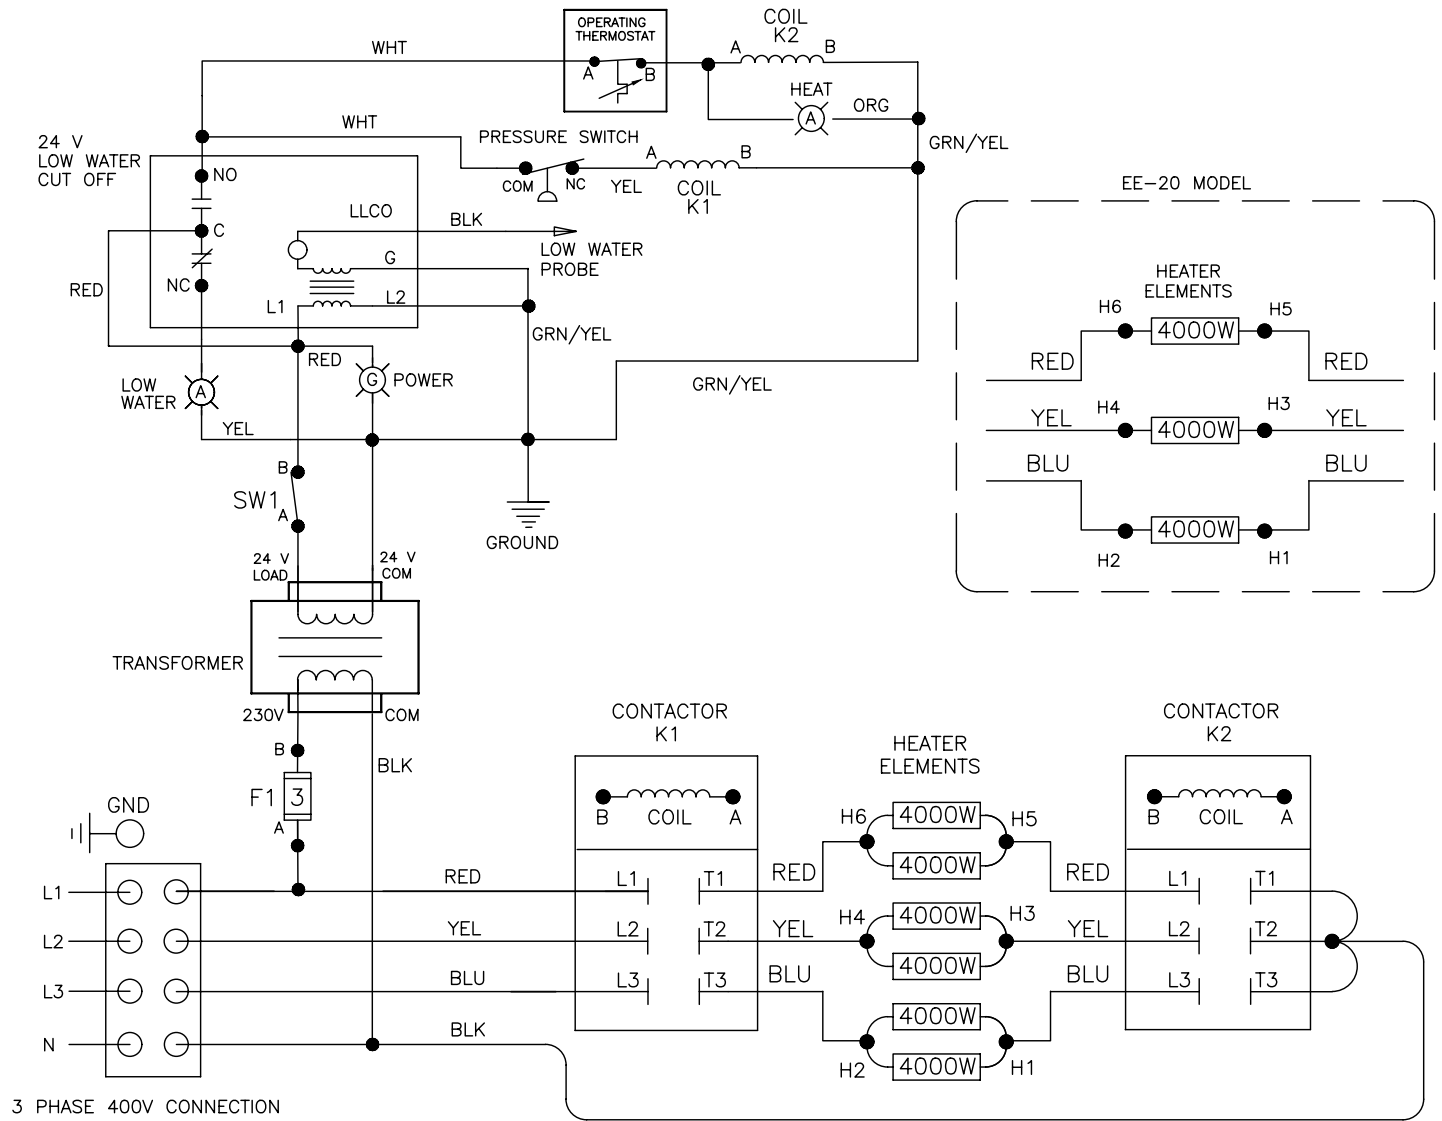 OPERATING
THERMOSTAT
A
B
COIL
K2
A
B
WHT
HEAT
A
ORG
GRN/YEL
WHT
PRESSURE SWITCH
COM
NC
YEL
A
B
COIL
K1
24 V
LOW WATER
CUT OFF
NO
C
NC
LLCO
BLK
LOW WATER
PROBE
G
L1
L2
RED
GRN/YEL
RED
G
POWER
LOW
WATER
A
YEL
GRN/YEL
B
SW1
A
GROUND
24 V
LOAD
24 V
COM
TRANSFORMER
230V
COM
B
F1
3
A
BLK
EE-20 MODEL
HEATER
ELEMENTS
H6
4000W
H5
RED
RED
H4
4000W
H3
YEL
YEL
BLU
BLU
H2
4000W
H1
CONTACTOR
K1
B
COIL
A
HEATER
ELEMENTS
CONTACTOR
K2
B
COIL
A
GND
L1
L2
L3
N
RED
YEL
BLU
BLK
L1
T1
L2
T2
L3
T3
RED
YEL
BLU
H6
4000W
H5
4000W
H4
4000W
H3
4000W
4000W
H2
4000W
H1
RED
YEL
BLU
L1
T1
L2
T2
L3
T3
3 PHASE 400V CONNECTION